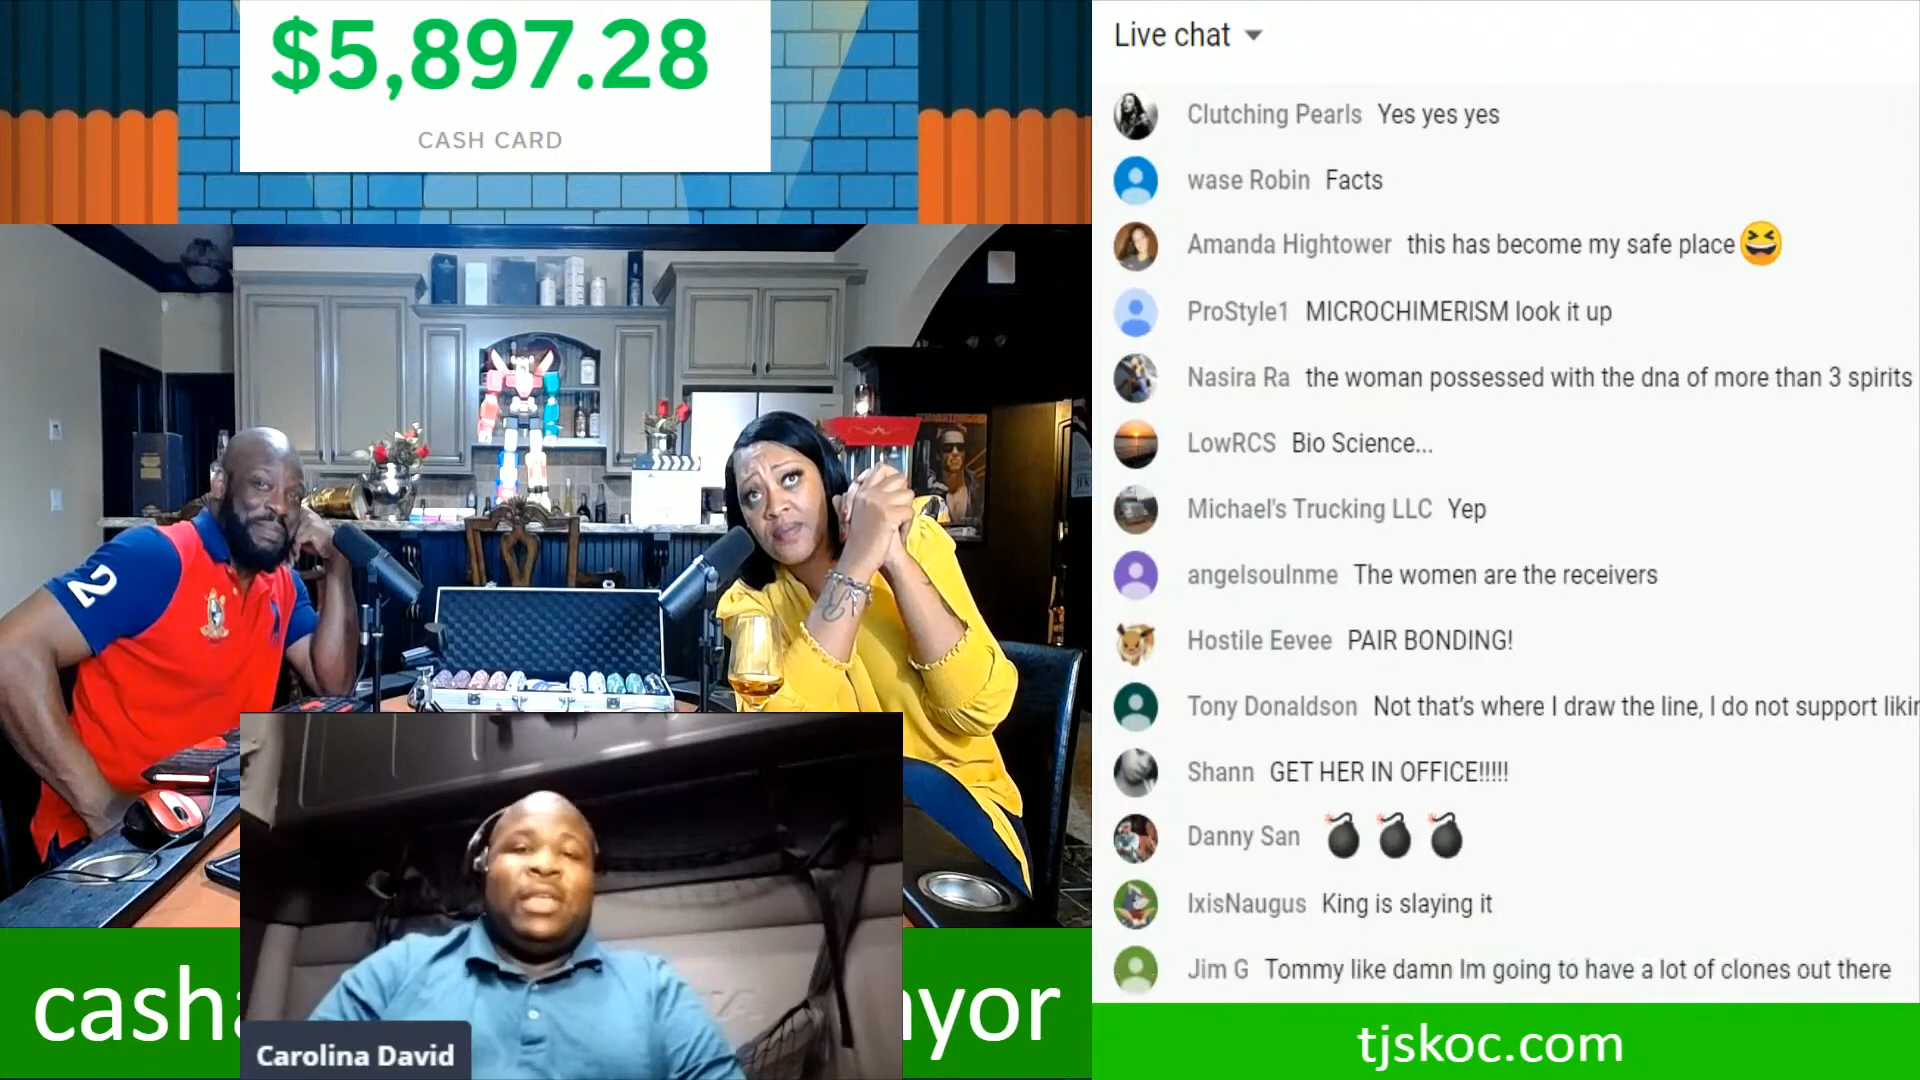 $5,897.28
CASH CARD
2
casha
ayor
Carolina David
Live chat
Clutching Pearls Yes yes yes
wase Robin Facts
Amanda Hightower this has become my safe place
ProStyle1 MICROCHIMERISM look it up
Nasira Ra the woman possessed with the dna of more than 3 spirits
LowRCS Bio Science...
Michael's Trucking LLC Yep
angelsoulnme The women are the receivers
Hostile Eevee PAIR BONDING!
Tony Donaldson Not that's where I draw the line, I do not support likin
Shann GET HER IN OFFICE!!!!!
Danny San
IxisNaugus King is slaying it
Jim G Tommy like damn Im going to have a lot of clones out there
tjskoc.com